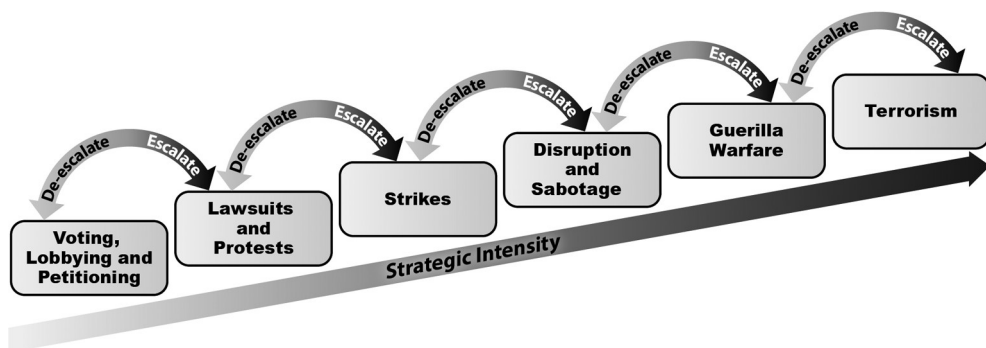 De-escalate
Escalate
De-escalate
Escalate
De-escalate
Escalate
De-escalate
Escalate
De-escalate
Escalate
Voting,
Lobbying and
Petitioning
Lawsuits
and
Protests
Strikes
Disruption
and
Sabotage
Guerilla
Warfare
Terrorism
Strategic Intensity